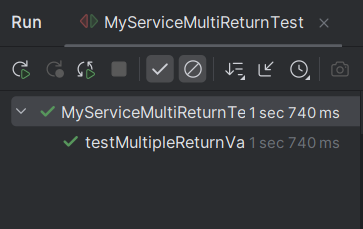 Run MyServiceMultiReturnTest
MyServiceMultiReturnTe 1 sec 740 ms
testMultipleReturnVa 1 sec 740 ms